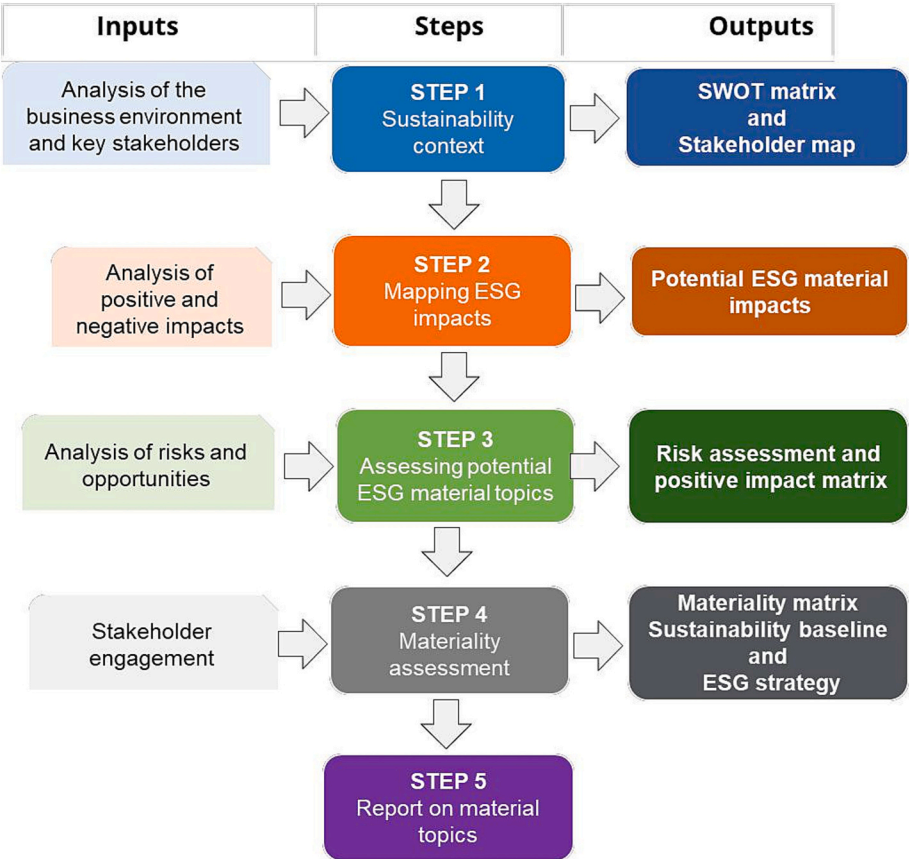 Inputs
Steps
Outputs
Analysis of the
business environment
and key stakeholders
STEP 1
Sustainability
context
SWOT matrix
and
Stakeholder map
Analysis of
positive and
negative impacts
STEP 2
Mapping ESG
impacts
Potential ESG material
impacts
Analysis of risks and
opportunities
STEP 3
Assessing potential
ESG material topics
Risk assessment and
positive impact matrix
Stakeholder
engagement
STEP 4
Materiality
assessment
Materiality matrix
Sustainability baseline
and
ESG strategy
STEP 5
Report on material
topics